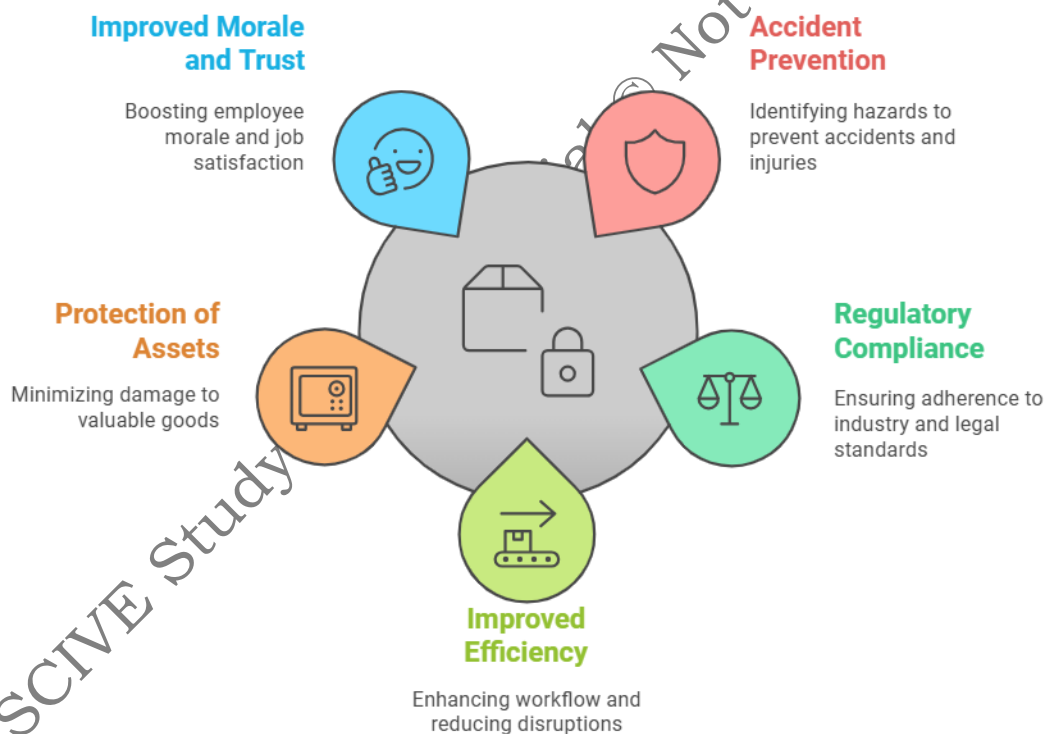 Improved Morale
and Trust
Boosting employee
morale and job
satisfaction
Accident
Prevention
Identifying hazards to
prevent accidents and
injuries
Protection of
Assets
Minimizing damage to
valuable goods
Regulatory
Compliance
Ensuring adherence to
industry and legal
standards
Improved
Efficiency
Enhancing workflow and
reducing disruptions
SCIVE Study
© Not